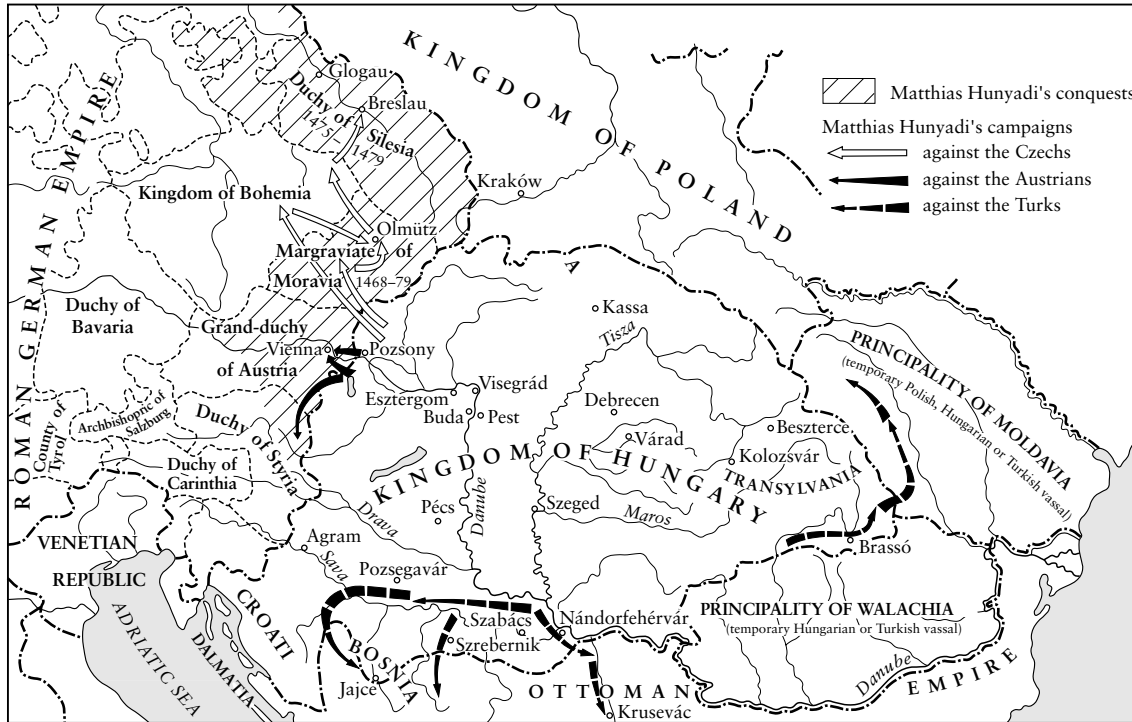 KINGDOM OF POLAND
ROMAN GERMAN EMPIRE
Matthias Hunyadi's conquests
Matthias Hunyadi's campaigns
against the Czechs
against the Austrians
against the Turks
Glogau
Breslau
Duchy of
Silesia
1475–
1479
Kingdom of Bohemia
Kraków
Olmütz
Margraviate of
Moravia
1468–79
A
Duchy of
Bavaria
Grand-duchy
of Austria
Vienna
Pozsony
Kassa
Tisza
PRINCIPALITY OF MOLDAVIA
(temporary Polish, Hungarian or Turkish vassal)
Visegrád
Esztergom
Buda
Pest
Debrecen
Beszterce
Várad
Kolozsvár
County of
Tyrol
Archbishopric of
Salzburg
Duchy of Styria
Duchy of
Carinthia
KINGDOM OF HUNGARY
TRANSYLVANIA
Drava
Pécs
Danube
Szeged
Maros
Brassó
VENETIAN
REPUBLIC
Agram
Sava
Pozsegavár
ADRIATIC SEA
DALMATIA
CROATI
BOSNIA
Szabács
Szrebernik
Nándorfehérvár
Jajce
PRINCIPALITY OF WALACHIA
(temporary Hungarian or Turkish vassal)
Danube
OTTOMAN EMPIRE
Krusevác